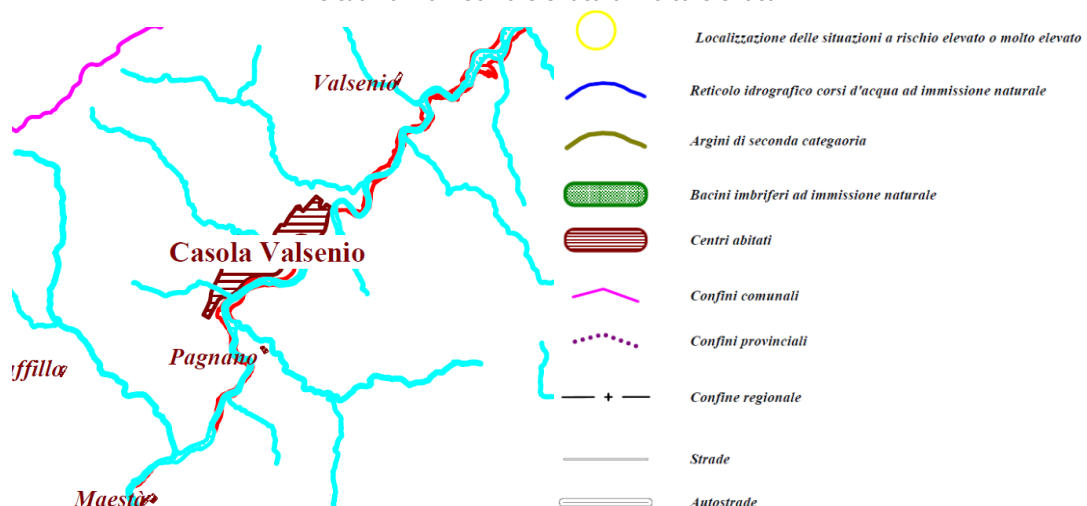 Valsenio
Casola Valsenio
Pagnano
affilla
Maestà
Localizzazione delle situazioni a rischio elevato o molto elevato
Reticolo idrografico corsi d'acqua ad immissione naturale
Argini di seconda categaoria
Bacini imbriferi ad immissione naturale
Centri abitati
Confini comunali
Confini provinciali
Confine regionale
Strade
Autostrade